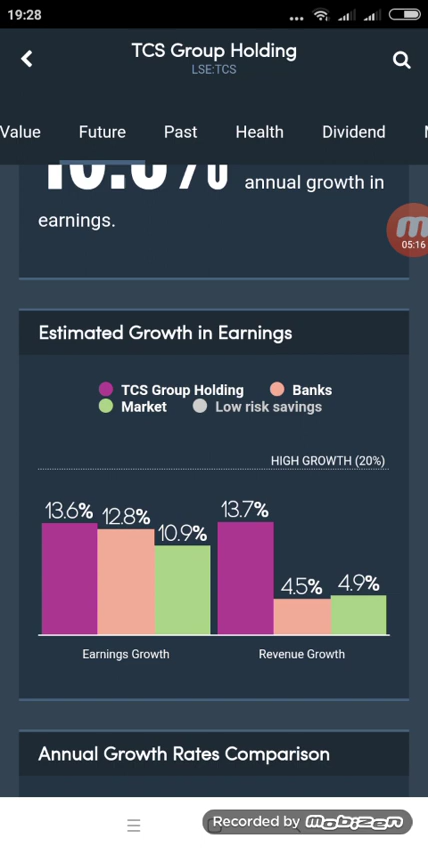 19:28
TCS Group Holding
LSE:TCS
Value Future Past Health Dividend
annual growth in
earnings.
05:16
Estimated Growth in Earnings
TCS Group Holding Banks
Market Low risk savings
HIGH GROWTH (20%)
13.6% 12.8% 10.9% 13.7% 4.5% 4.9%
Earnings Growth Revenue Growth
Annual Growth Rates Comparison
Recorded by mobizen